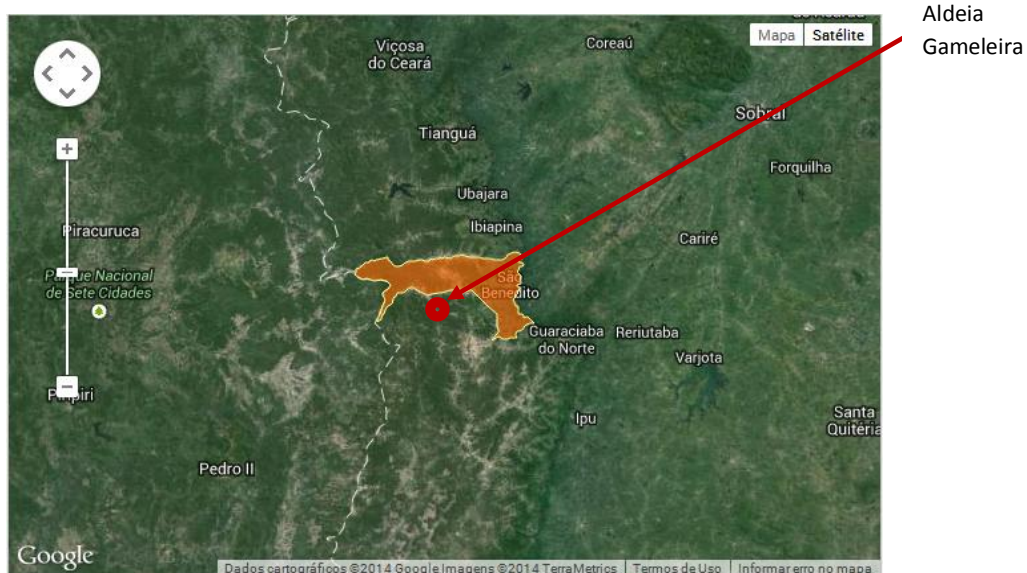 Aldeia
Gameleira
Mapa
Satélite
Viçosa
do Ceará
Coreaú
Sobral
Tianguá
Forquilha
Ubajara
Ibiapina
Piracuruca
Cariré
Parque Nacional
de Sete Cidades
São
Benedito
Guaraciaba
do Norte
Reriutaba
Varjota
Piripiri
Ipu
Santa
Quitéria
Pedro II
Google
Dados cartográficos ©2014 Google Imagens ©2014 TerraMetrics
Termos de Uso
Informar erro no mapa